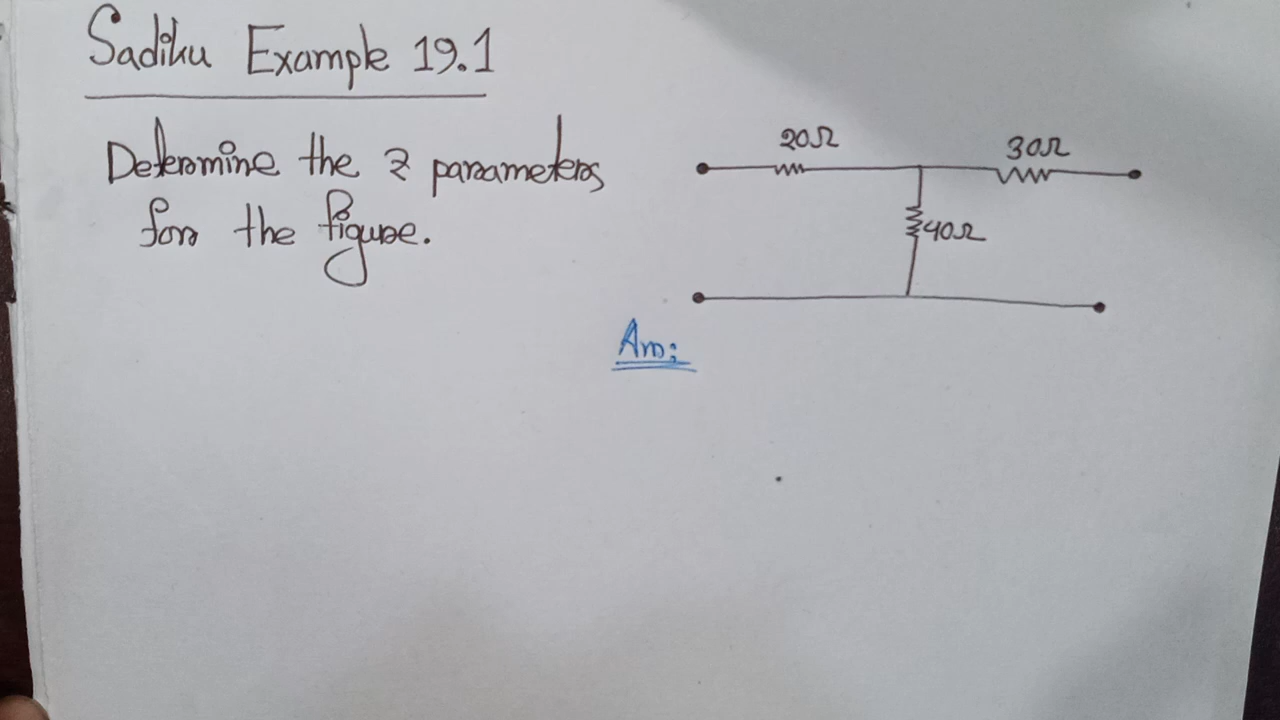 Sadiku Example 19.1
Determine the z parameters
for the figure.
20Ω
30Ω
40Ω
Ans: